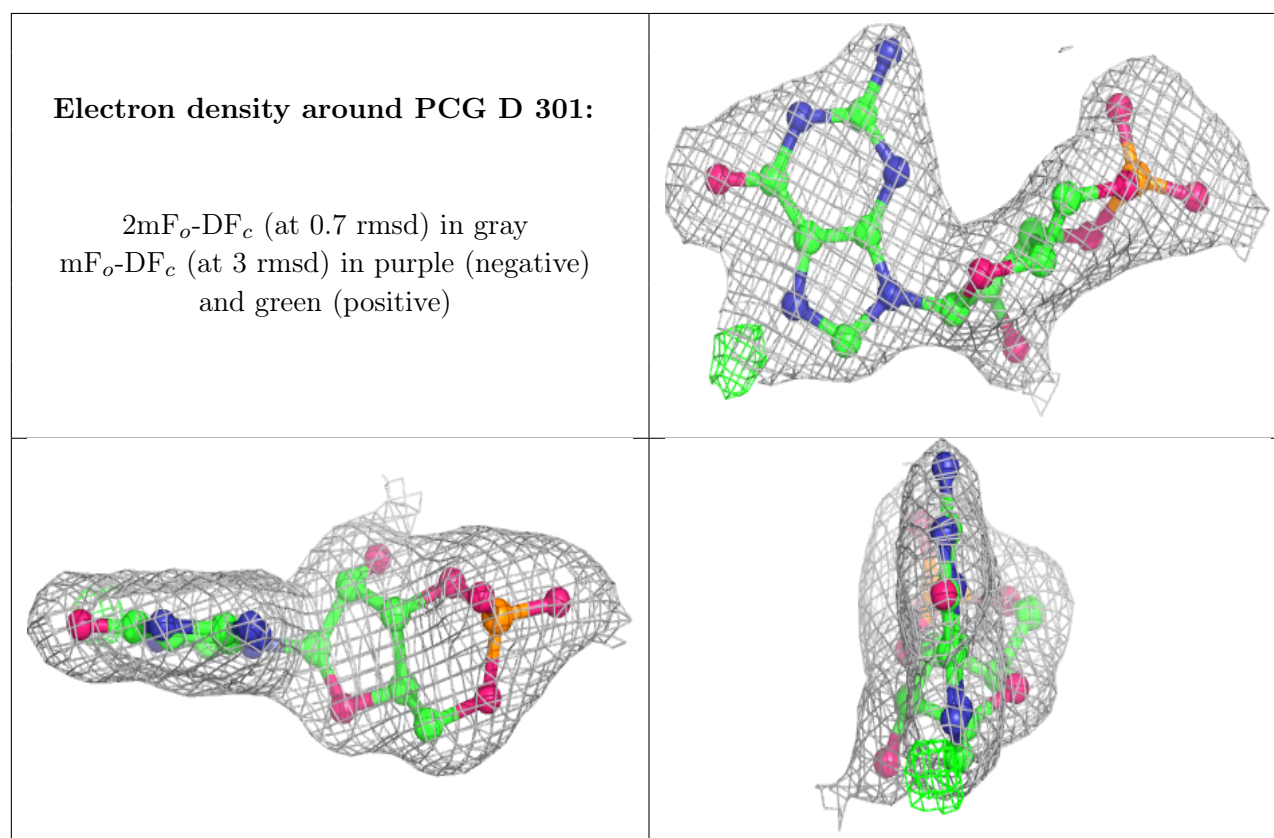 Electron density around PCG D 301:
2mFo-DFc (at 0.7 rmsd) in gray
mFo-DFc (at 3 rmsd) in purple (negative)
and green (positive)